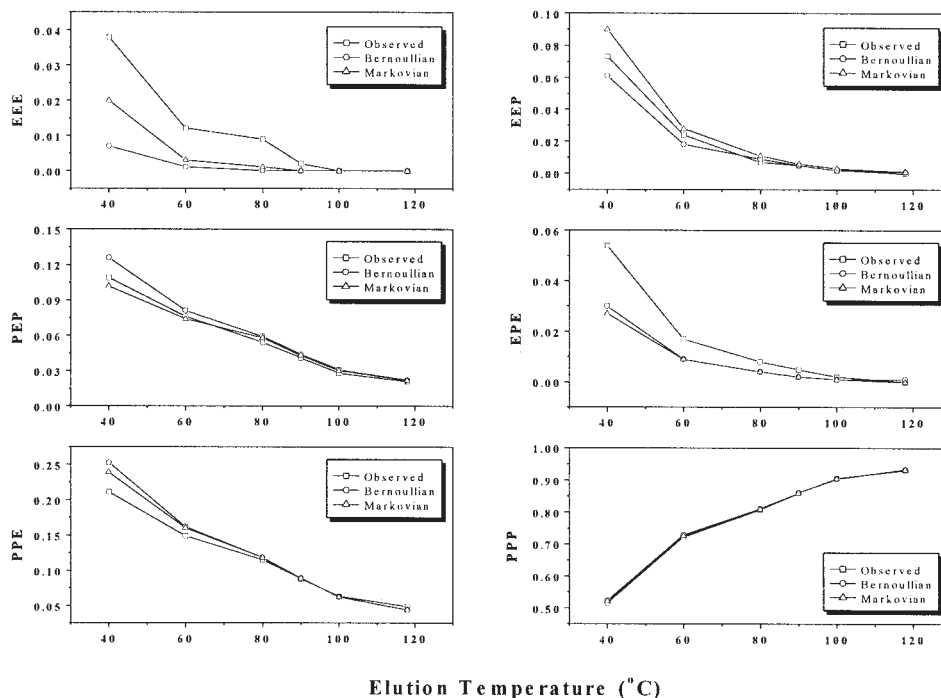 EEE
0.04
0.03
0.02
0.01
0.00
40 60 80 100 120
Observed
Bernoullian
Markovian
EEP
0.10
0.08
0.06
0.04
0.02
0.00
40 60 80 100 120
Observed
Bernoullian
Markovian
PEP
0.15
0.12
0.09
0.06
0.03
0.00
40 60 80 100 120
Observed
Bernoullian
Markovian
EPE
0.06
0.04
0.02
0.00
40 60 80 100 120
Observed
Bernoullian
Markovian
PPE
0.25
0.20
0.15
0.10
0.05
40 60 80 100 120
Observed
Bernoullian
Markovian
PPP
1.00
0.90
0.80
0.70
0.60
0.50
40 60 80 100 120
Observed
Bernoullian
Markovian
Elution Temperature (°C)